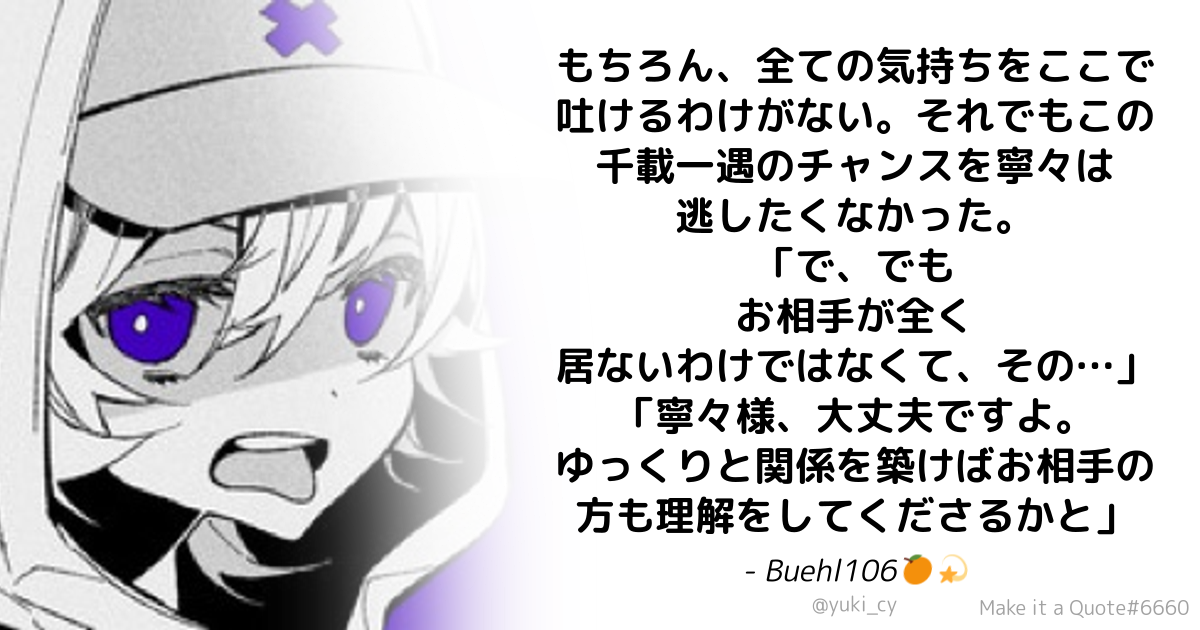 もちろん、全ての気持ちをここで
吐けるわけがない。それでもこの
千載一遇のチャンスを寧々は
逃したくなかった。
「で、でも
お相手が全く
居ないわけではなくて、その…」
「寧々様、大丈夫ですよ。
ゆっくりと関係を築けばお相手の
方も理解をしてくださるかと」
- Buehl106🍊💫
@yuki_cy
Make it a Quote#6660